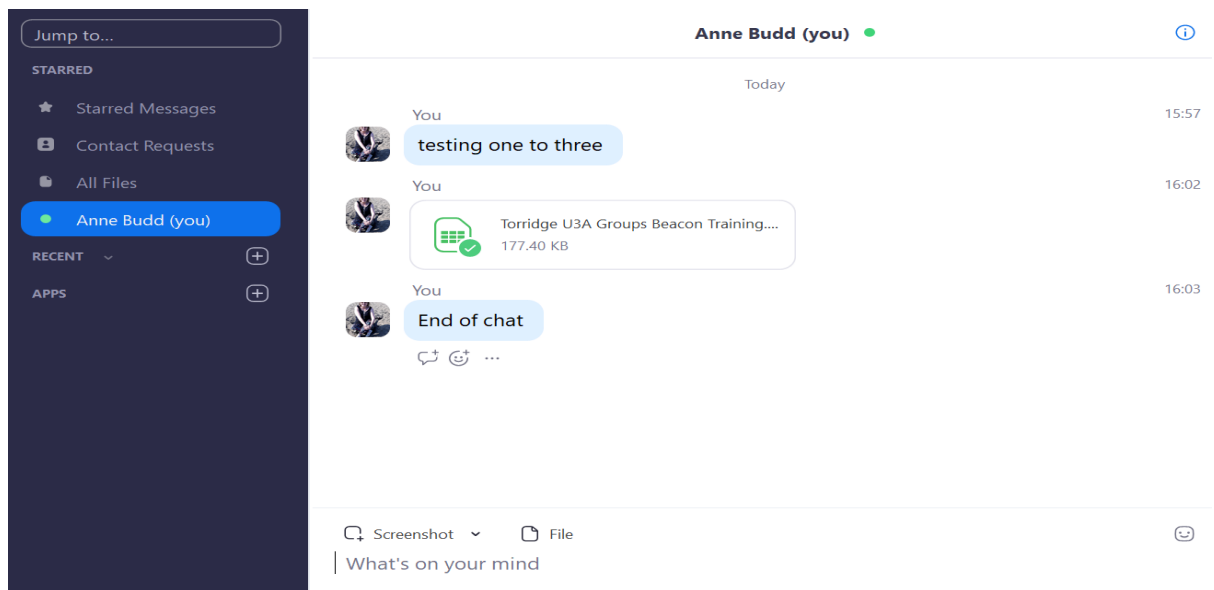 Jump to...
STARRED
Starred Messages
Contact Requests
All Files
Anne Budd (you)
RECENT
APPS
Anne Budd (you)
Today
You 15:57
testing one to three
You 16:02
Torridge U3A Groups Beacon Training....
177.40 KB
You 16:03
End of chat
Screenshot File
What's on your mind